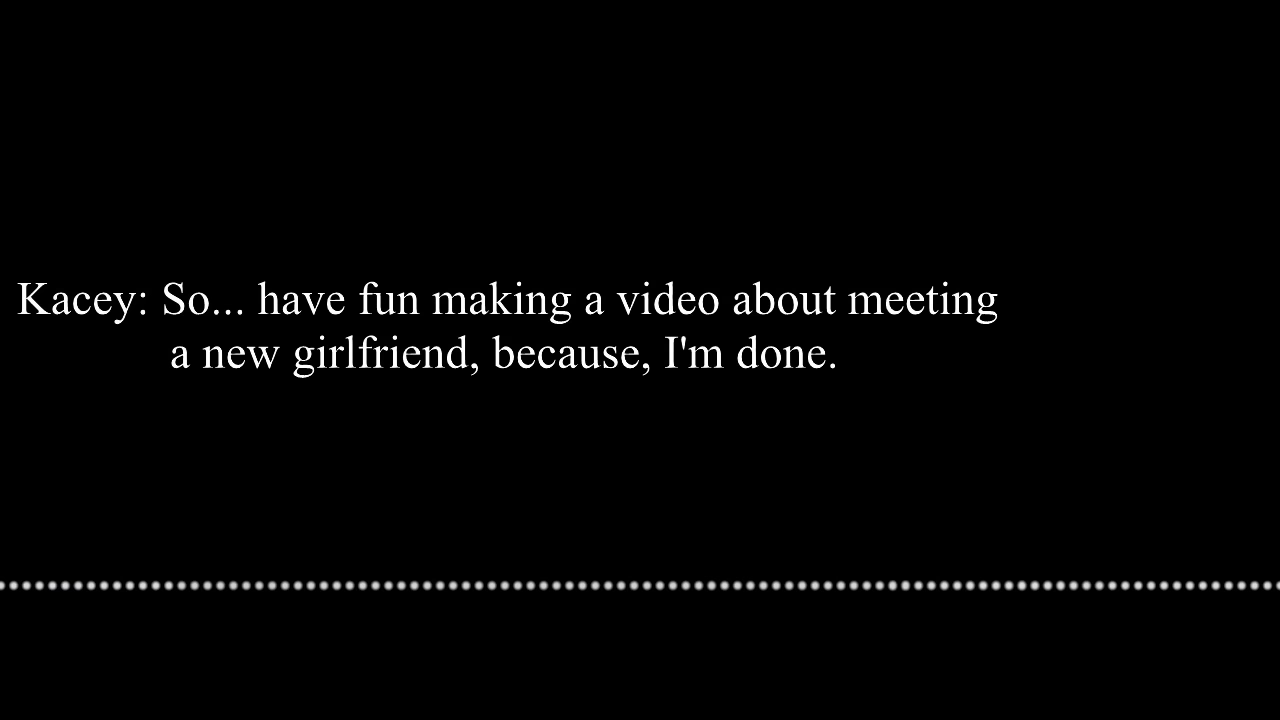 Kacey: So... have fun making a video about meeting
a new girlfriend, because, I'm done.